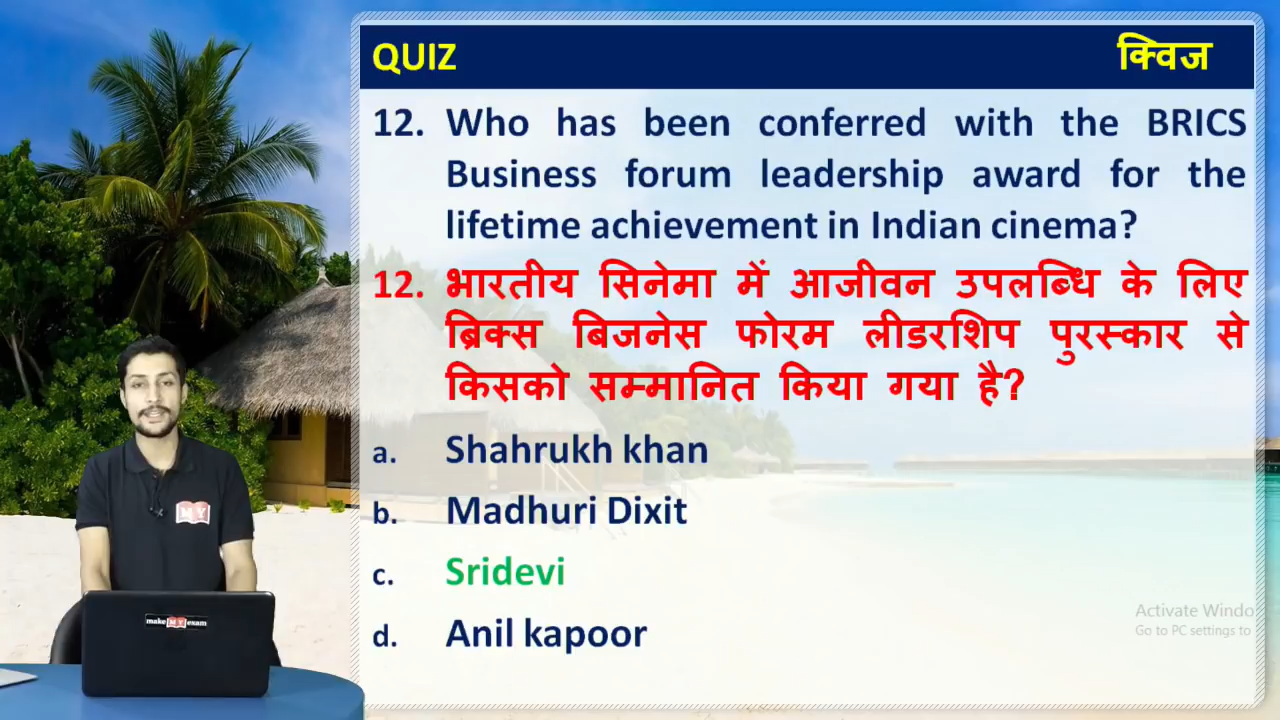 QUIZ क्विज
12. Who has been conferred with the BRICS
Business forum leadership award for the
lifetime achievement in Indian cinema?
12. भारतीय सिनेमा में आजीवन उपलब्धि के लिए
ब्रिक्स बिजनेस फोरम लीडरशिप पुरस्कार से
किसको सम्मानित किया गया है?
a. Shahrukh khan
b. Madhuri Dixit
c. Sridevi
d. Anil kapoor
Activate Windo
Go to PC settings to
MY
make MY exam